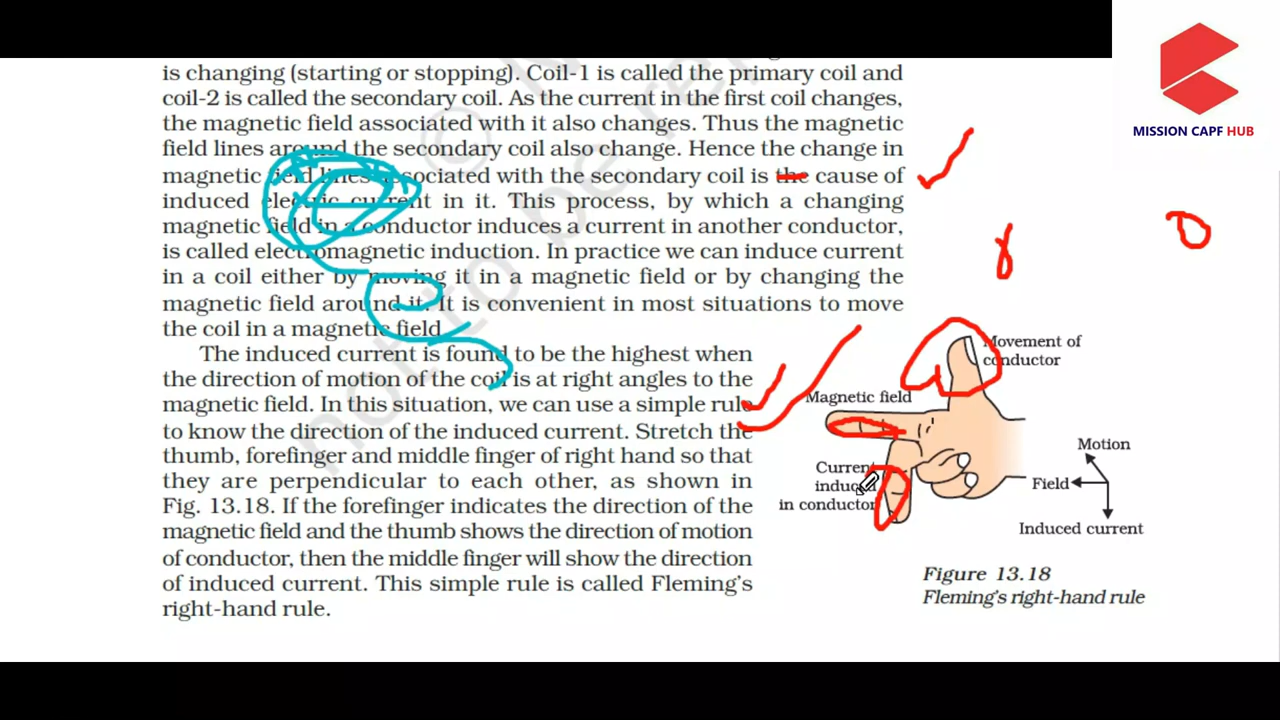 MISSION CAPF HUB
is changing (starting or stopping). Coil-1 is called the primary coil and
coil-2 is called the secondary coil. As the current in the first coil changes,
the magnetic field associated with it also changes. Thus the magnetic
field lines around the secondary coil also change. Hence the change in
magnetic field lines associated with the secondary coil is the cause of
induced electric current in it. This process, by which a changing
magnetic field in a conductor induces a current in another conductor,
is called electromagnetic induction. In practice we can induce current
in a coil either by moving it in a magnetic field or by changing the
magnetic field around it. It is convenient in most situations to move
the coil in a magnetic field.
The induced current is found to be the highest when
the direction of motion of the coil is at right angles to the
magnetic field. In this situation, we can use a simple rule
to know the direction of the induced current. Stretch the
thumb, forefinger and middle finger of right hand so that
they are perpendicular to each other, as shown in
Fig. 13.18. If the forefinger indicates the direction of the
magnetic field and the thumb shows the direction of motion
of conductor, then the middle finger will show the direction
of induced current. This simple rule is called Fleming's
right-hand rule.
Movement of
conductor
Magnetic field
Current
induced
in conductor
Motion
Field
Induced current
Figure 13.18
Fleming's right-hand rule
not to be rep